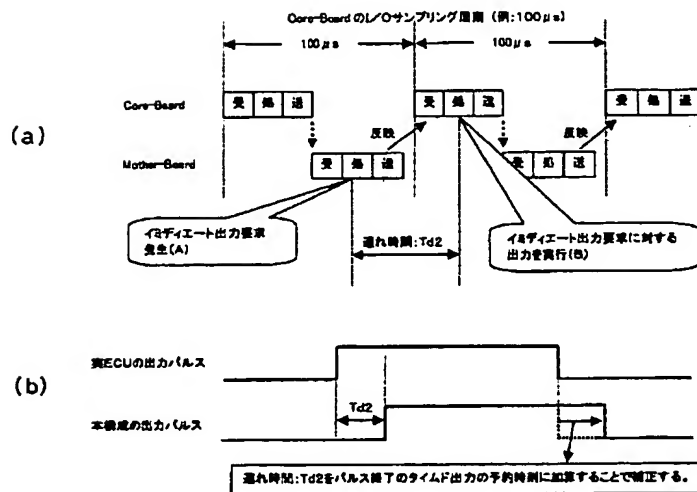 Core-BoardのI/Oサンプリング周期 (例:100μs)
100μs
100μs
(a)
Core-Board
受 処 送
受 処 送
受 処 送
反映
反映
Mother-Board
受 処 送
受 処 送
イミディエート出力要求
発生(A)
遅れ時間:Td2
イミディエート出力要求に対する
出力を実行(B)
(b)
実ECUの出力パルス
Td2
本構成の出力パルス
遅れ時間:Td2をパルス終了のタイムド出力の予約時刻に加算することで補正する。